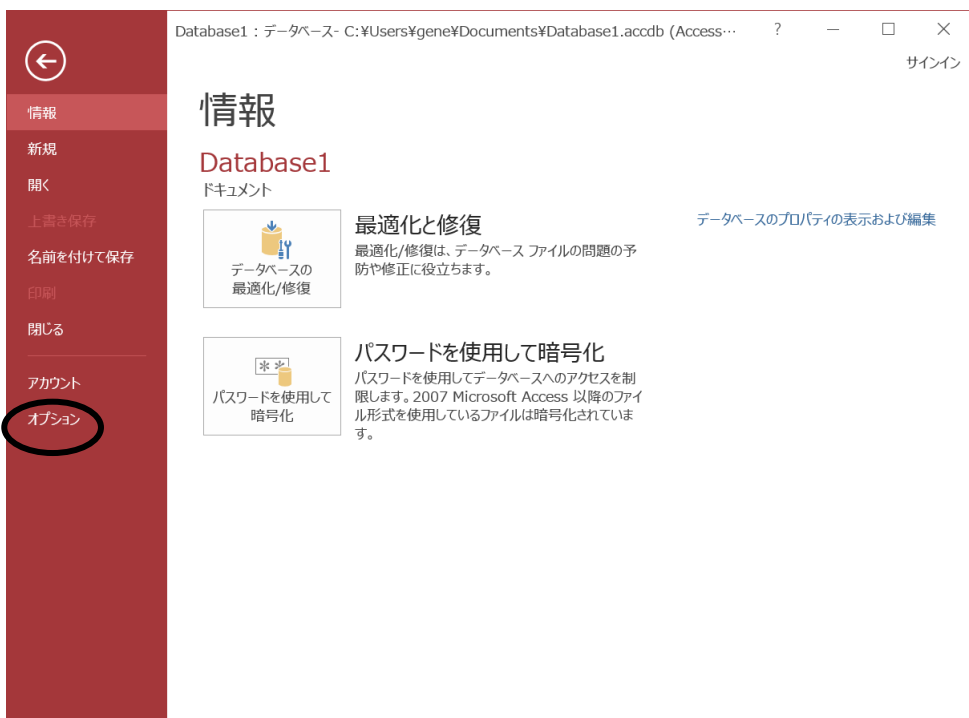 Database1 : データベース- C:¥Users¥gene¥Documents¥Database1.accdb (Access…
?
サインイン
情報
新規
開く
上書き保存
名前を付けて保存
印刷
閉じる
アカウント
オプション
情報
Database1
ドキュメント
データベースの
最適化/修復
最適化と修復
最適化/修復は、データベース ファイルの問題の予
防や修正に役立ちます。
データベースのプロパティの表示および編集
**
パスワードを使用して
暗号化
パスワードを使用して暗号化
パスワードを使用してデータベースへのアクセスを制
限します。2007 Microsoft Access 以降のファイ
ル形式を使用しているファイルは暗号化されていま
す。